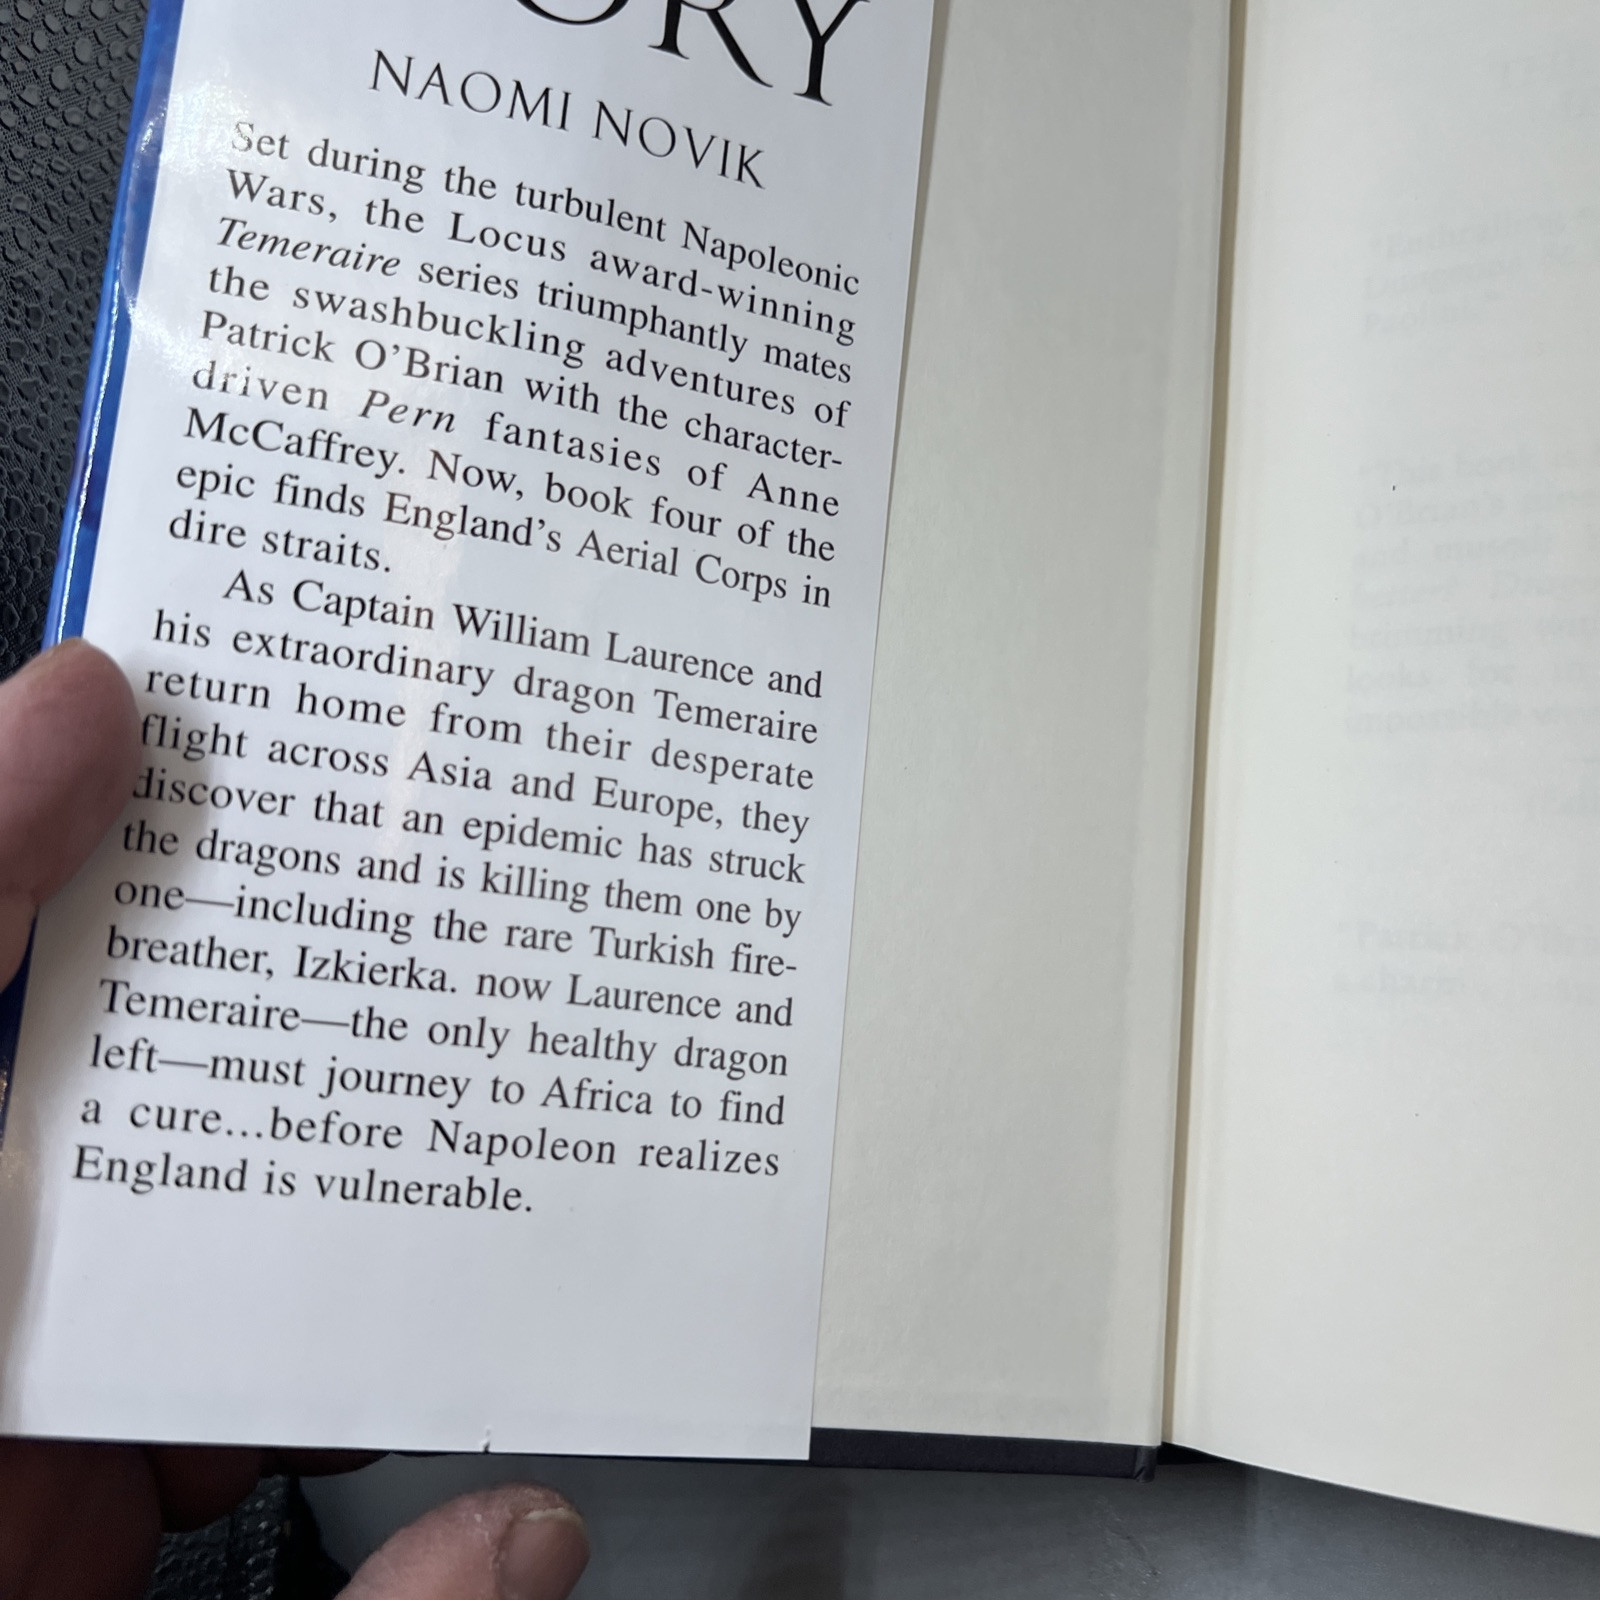 ORY
NAOMI NOVIK
Set during the turbulent Napoleonic
Wars, the Locus award-winning
Temeraire series triumphantly mates
the swashbuckling adventures of
Patrick O'Brian with the character-
driven Pern fantasies of Anne
McCaffrey. Now, book four of the
epic finds England's Aerial Corps in
dire straits.
As Captain William Laurence and
his extraordinary dragon Temeraire
return home from their desperate
flight across Asia and Europe, they
discover that an epidemic has struck
the dragons and is killing them one by
one—including the rare Turkish fire-
breather, Izkierka. now Laurence and
Temeraire—the only healthy dragon
left—must journey to Africa to find
a cure...before Napoleon realizes
England is vulnerable.